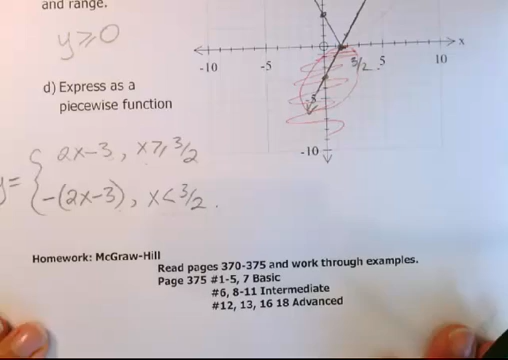 and range.
y ≥ 0
x
-10 -5 5 10
5/2
-5
d) Express as a
piecewise function
-10
y = { 2x-3, x ≥ 3/2
-(2x-3), x < 3/2.
Homework: McGraw-Hill
Read pages 370-375 and work through examples.
Page 375 #1-5, 7 Basic
#6, 8-11 Intermediate
#12, 13, 16 18 Advanced